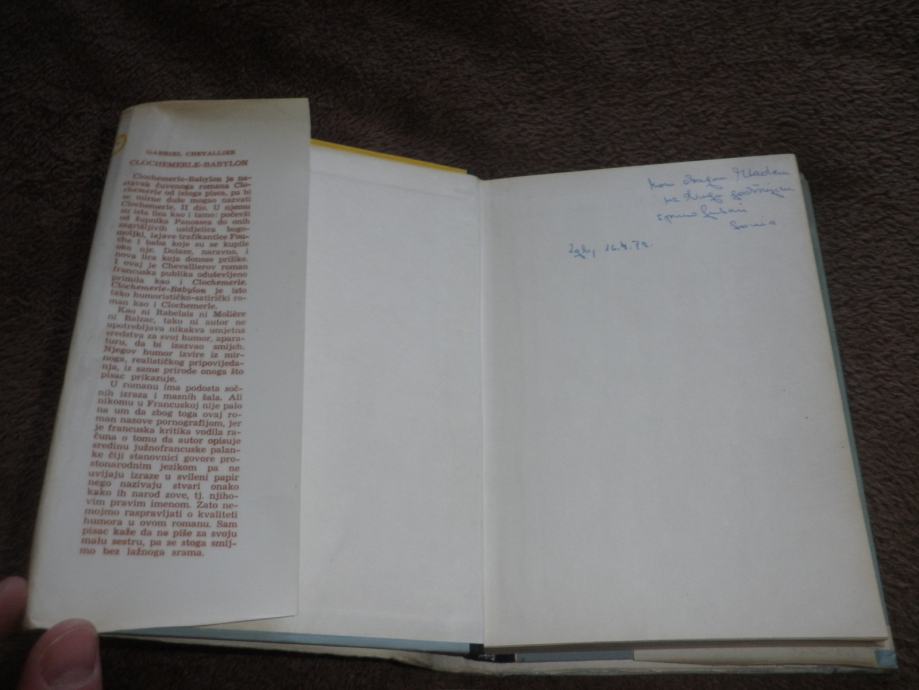 GABRIEL CHEVALLIER
CLOCHEMERLE-BABYLON
Clochemerle-Babylon je na-
stavak čuvenoga romana Clo-
chemerle od istoga pisca, pa bi
se mirne duše mogao nazvati
Clochemerle, II dio. U njemu
su ista lica kao i tamo: počevši
od župnika Panosses do onih
zagrižljivih usidjelica bogo-
moljki, izjave trafikantice Fou-
che i baba koje su se kupile
oko nje. Dolaze, naravno, i
nova lica koja donose prilike.
I ovaj je Chevallierov roman
francuska publika oduševljeno
primila kao i Clochemerle.
Clochemerle-Babylon je isto
tako humorističko-satirički ro-
man kao i Clochemerle.
Kao ni Rabelais ni Molière
ni Balzac, tako ni autor ne
upotrebljava nikakva umjetna
sredstva za svoj humor, apara-
turu, da bi izazvao smijeh.
Njegov humor izvire iz mir-
noga, realističkog pripovijeda-
nja, iz same prirode onoga što
pisac prikazuje.
U romanu ima podosta soč-
nih izraza i masnih šala. Ali
nikomu u Francuskoj nije palo
na um da zbog toga ovaj ro-
man nazove pornografijom, jer
je francuska kritika vodila ra-
čuna o tomu da autor opisuje
sredinu južnofrancuske palan-
ke čiji stanovnici govore pro-
stonarodnim jezikom pa ne
uvijaju izraze u svileni papir
nego nazivaju stvari onako
kako ih narod zove, tj. njiho-
vim pravim imenom. Zato ne-
mojmo raspravljati o kvaliteti
humora u ovom romanu. Sam
pisac kaže da ne piše za svoju
malu sestru, pa se stoga smij-
mo bez lažnoga srama.
dragom Mladenu
Zgb,